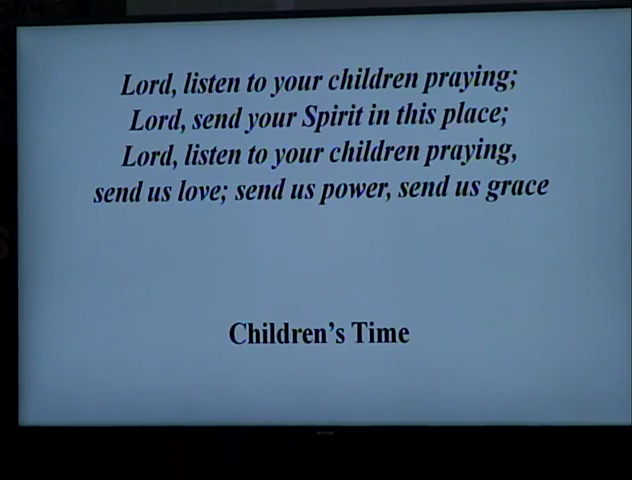 Lord, listen to your children praying;
Lord, send your Spirit in this place;
Lord, listen to your children praying,
send us love; send us power, send us grace
Children's Time